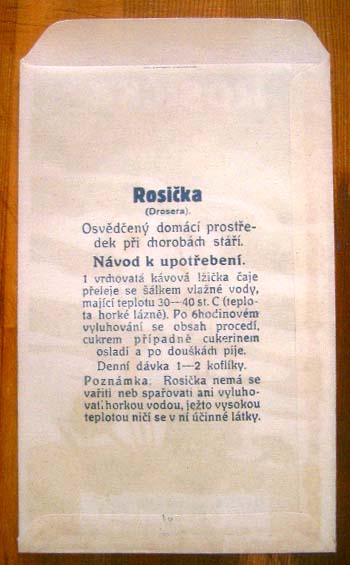 Rosička
(Drosera).
Osvědčený domácí prostře-
dek při chorobách stáří.
Návod k upotřebení.
1 vrchovatá kávová lžička čaje
přeleje se šálkem vlažné vody,
mající teplotu 30—40 st. C (teplo-
ta horké lázně). Po 6hodinovém
vyluhování se obsah procedí,
cukrem případně cukerinem
osladí a po douškách pije.
Denní dávka 1—2 koflíky.
Poznámka: Rosička nemá se
vařiti neb spařovati ani vyluho-
vati horkou vodou, ježto vysokou
teplotou ničí se v ní účinné látky.